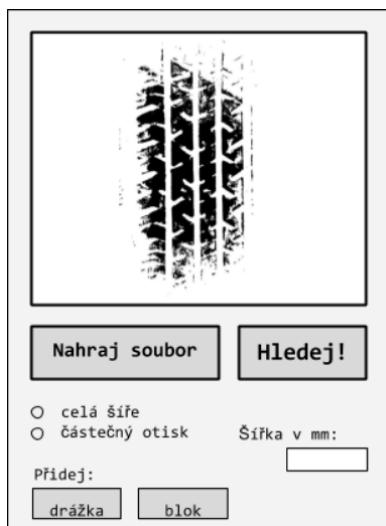 Nahraj soubor Hledej!
celá šíře
částečný otisk Šířka v mm:
Přidej:
drážka blok